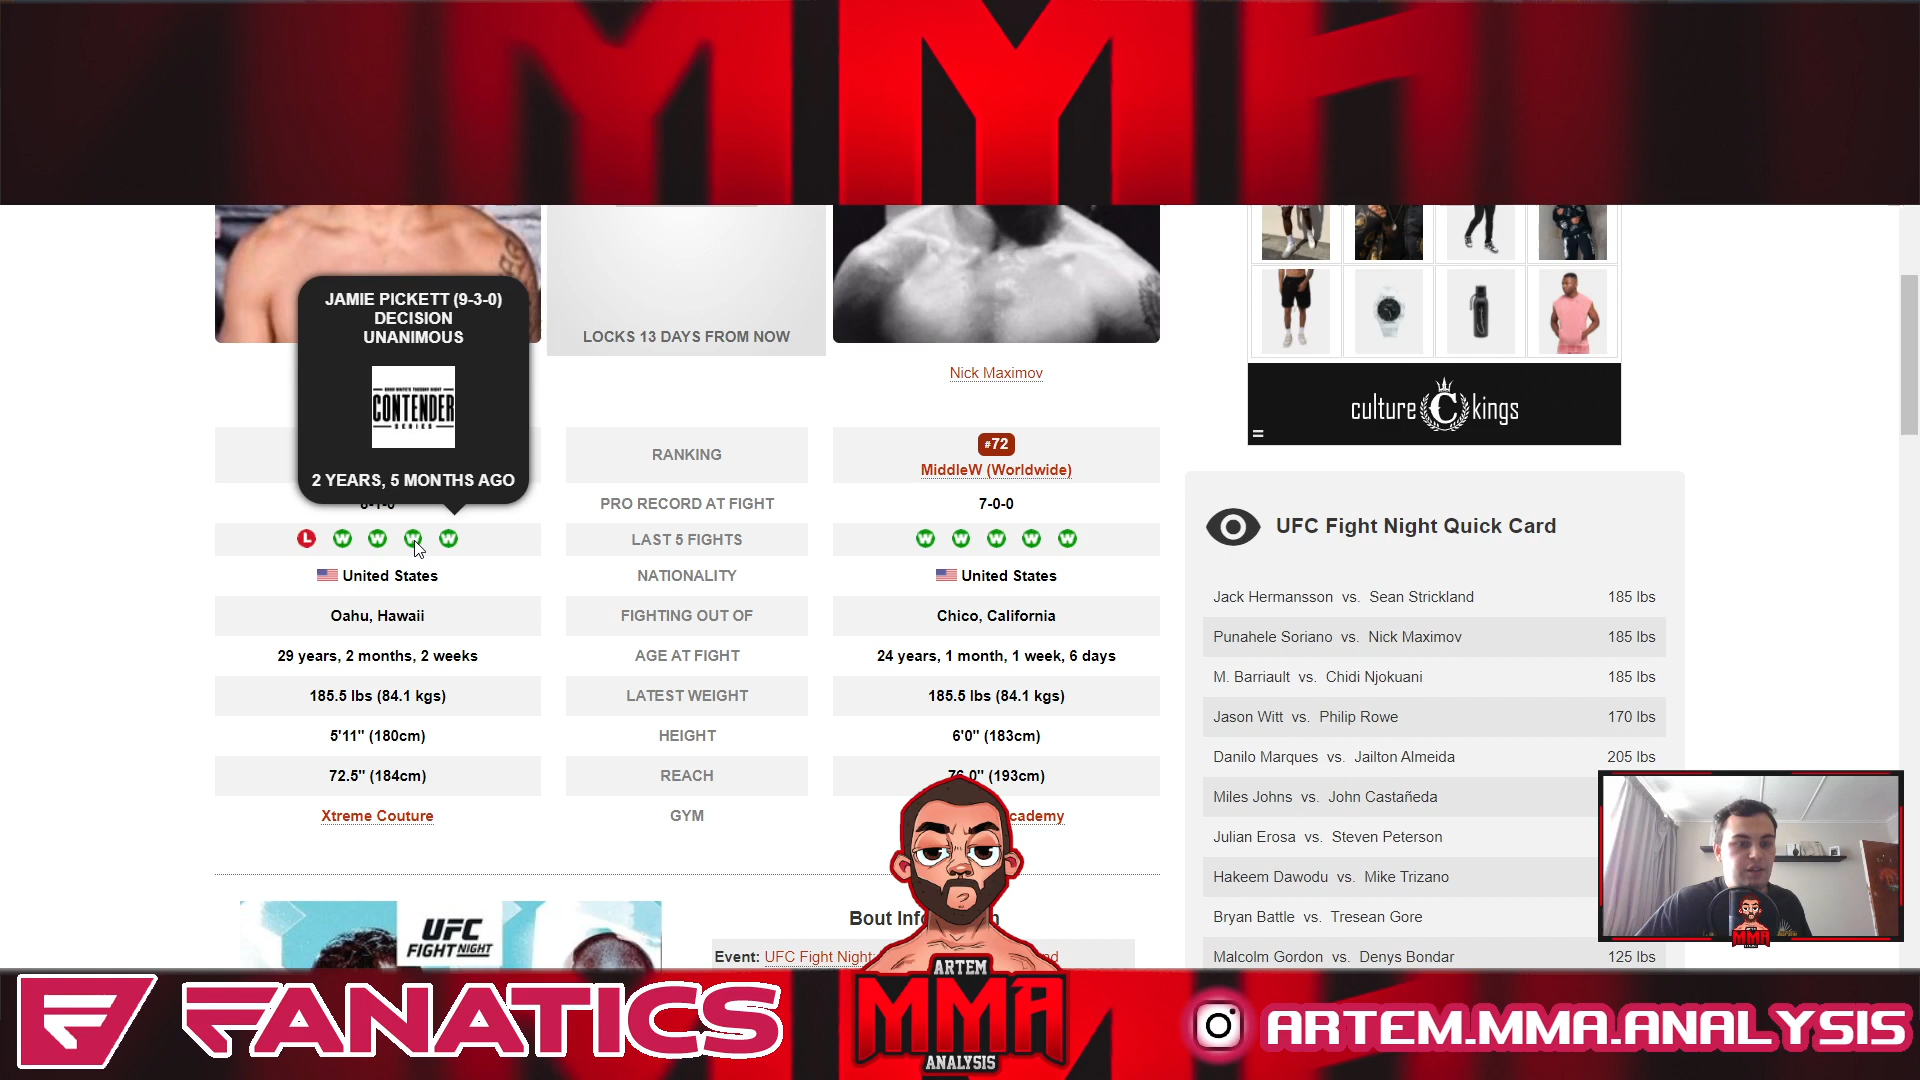 MMA
JAMIE PICKETT (9-3-0)
DECISION
UNANIMOUS
CONTENDER
SERIES
2 YEARS, 5 MONTHS AGO
LOCKS 13 DAYS FROM NOW
Nick Maximov
RANKING
#72
MiddleW (Worldwide)
PRO RECORD AT FIGHT
7-0-0
L W W W W
LAST 5 FIGHTS
W W W W W
United States
NATIONALITY
United States
Oahu, Hawaii
FIGHTING OUT OF
Chico, California
29 years, 2 months, 2 weeks
AGE AT FIGHT
24 years, 1 month, 1 week, 6 days
185.5 lbs (84.1 kgs)
LATEST WEIGHT
185.5 lbs (84.1 kgs)
5'11" (180cm)
HEIGHT
6'0" (183cm)
72.5" (184cm)
REACH
76.0" (193cm)
Xtreme Couture
GYM
cademy
UFC
FIGHT NIGHT
Bout Inf n
Event: UFC Fight Night: nd
culture C kings
UFC Fight Night Quick Card
Jack Hermansson vs. Sean Strickland 185 lbs
Punahele Soriano vs. Nick Maximov 185 lbs
M. Barriault vs. Chidi Njokuani 185 lbs
Jason Witt vs. Philip Rowe 170 lbs
Danilo Marques vs. Jailton Almeida 205 lbs
Miles Johns vs. John Castañeda
Julian Erosa vs. Steven Peterson
Hakeem Dawodu vs. Mike Trizano
Bryan Battle vs. Tresean Gore
Malcolm Gordon vs. Denys Bondar 125 lbs
MMA
FANATICS
ARTEM
MMA
ANALYSIS
ARTEM.MMA.ANALYSIS